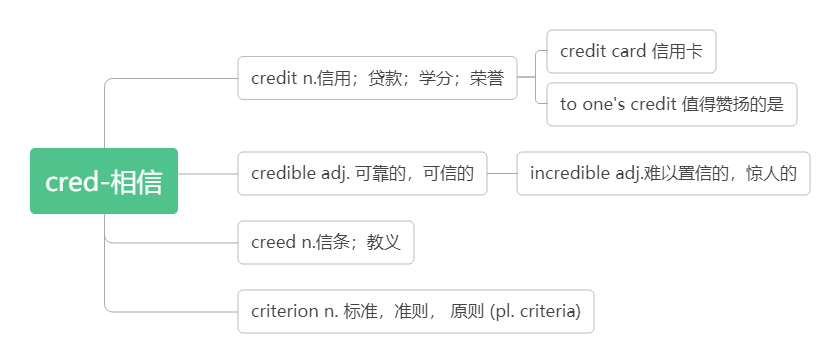 cred-相信
credit n.信用；贷款；学分；荣誉
credit card 信用卡
to one's credit 值得赞扬的是
credible adj. 可靠的，可信的
incredible adj.难以置信的，惊人的
creed n.信条；教义
criterion n. 标准，准则， 原则 (pl. criteria)